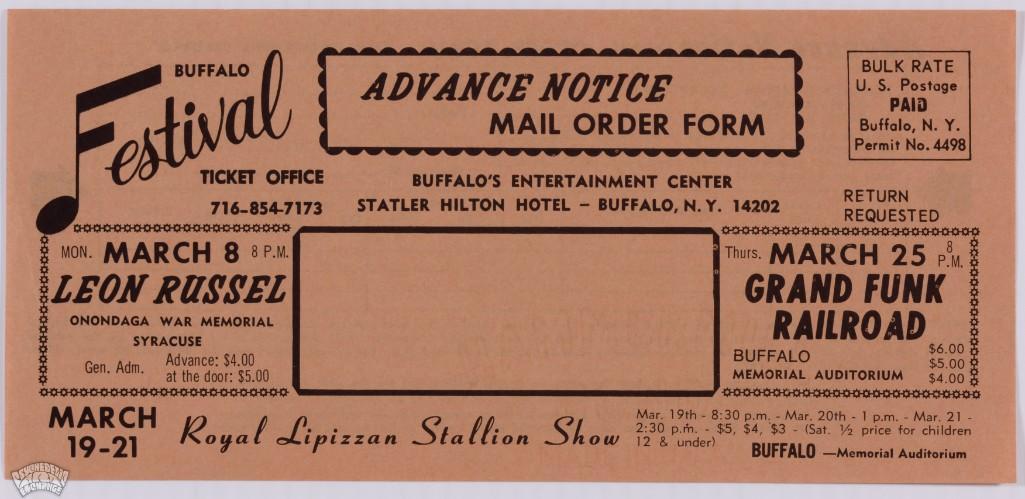 BUFFALO
Festival
TICKET OFFICE
716-854-7173
ADVANCE NOTICE
MAIL ORDER FORM
BUFFALO'S ENTERTAINMENT CENTER
STATLER HILTON HOTEL – BUFFALO, N.Y. 14202
BULK RATE
U. S. Postage
PAID
Buffalo, N. Y.
Permit No. 4498
RETURN
REQUESTED
MON. MARCH 8 8 P.M.
LEON RUSSEL
ONONDAGA WAR MEMORIAL
SYRACUSE
Gen. Adm. Advance: $4.00
at the door: $5.00
Thurs. MARCH 25 8 P.M.
GRAND FUNK
RAILROAD
BUFFALO
MEMORIAL AUDITORIUM
$6.00
$5.00
$4.00
MARCH
19-21
Royal Lipizzan Stallion Show
Mar. 19th - 8:30 p.m. - Mar. 20th - 1 p.m. - Mar. 21 -
2:30 p.m. - $5, $4, $3 - (Sat. ½ price for children
12 & under)
BUFFALO —Memorial Auditorium